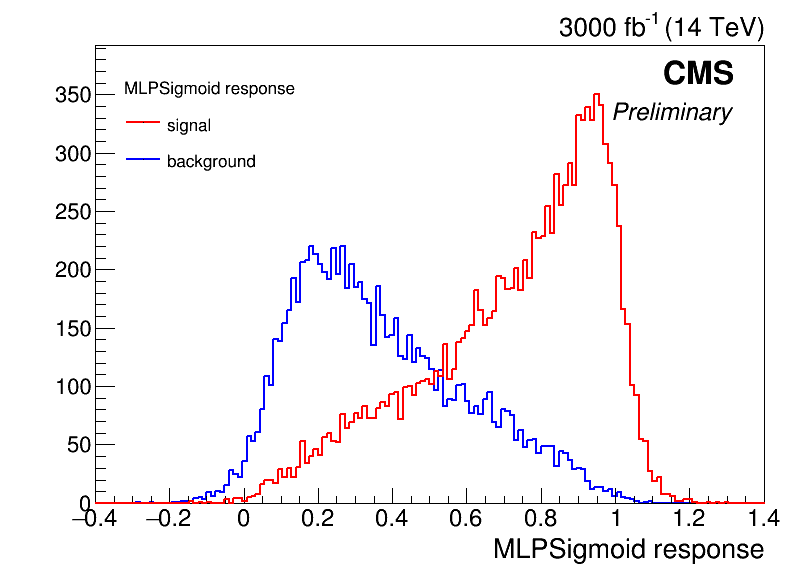 3000 fb-1 (14 TeV)
CMS
Preliminary
MLPSigmoid response
signal
background
350
300
250
200
150
100
50
0
−0.4 −0.2 0 0.2 0.4 0.6 0.8 1 1.2 1.4
MLPSigmoid response